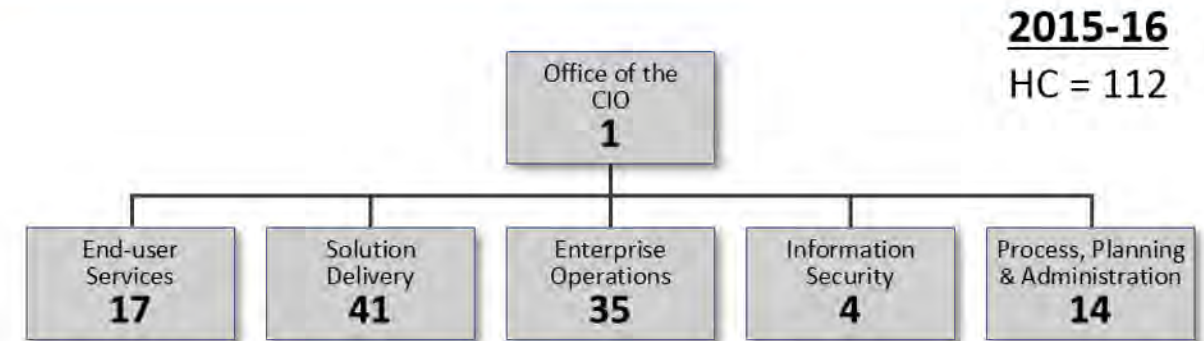 2015-16
HC = 112
Office of the
CIO
1
End-user
Services
17
Solution
Delivery
41
Enterprise
Operations
35
Information
Security
4
Process, Planning
& Administration
14